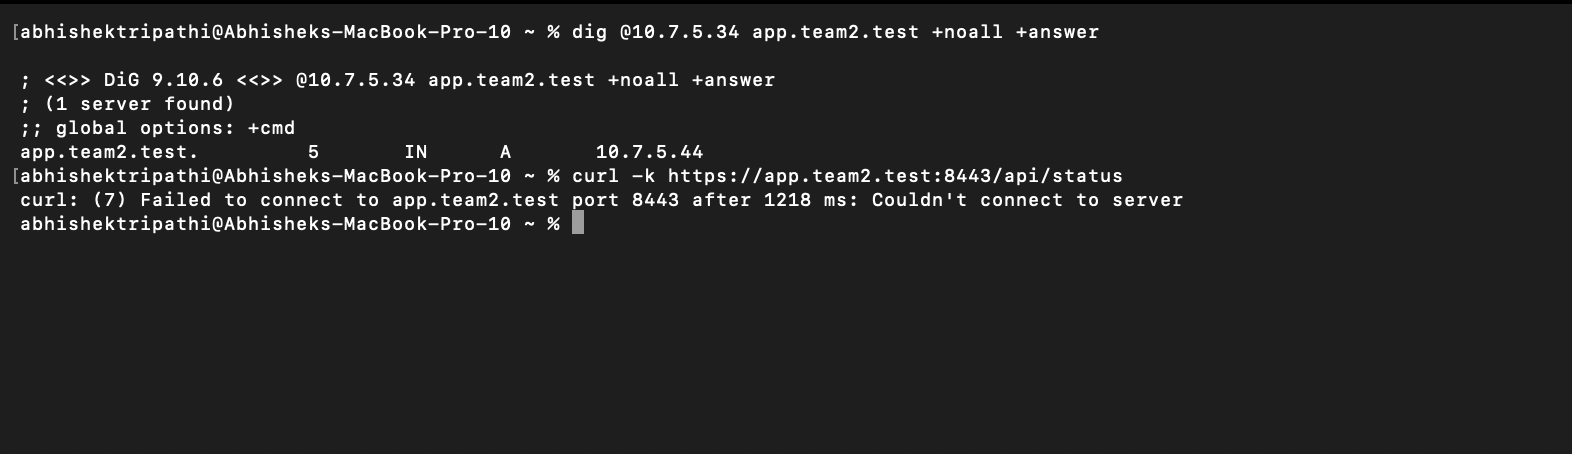 [abhishektripathi@Abhisheks-MacBook-Pro-10 ~ % dig @10.7.5.34 app.team2.test +noall +answer
; <<>> DiG 9.10.6 <<>> @10.7.5.34 app.team2.test +noall +answer
; (1 server found)
;; global options: +cmd
app.team2.test. 5 IN A 10.7.5.44
[abhishektripathi@Abhisheks-MacBook-Pro-10 ~ % curl -k https://app.team2.test:8443/api/status
curl: (7) Failed to connect to app.team2.test port 8443 after 1218 ms: Couldn't connect to server
abhishektripathi@Abhisheks-MacBook-Pro-10 ~ %